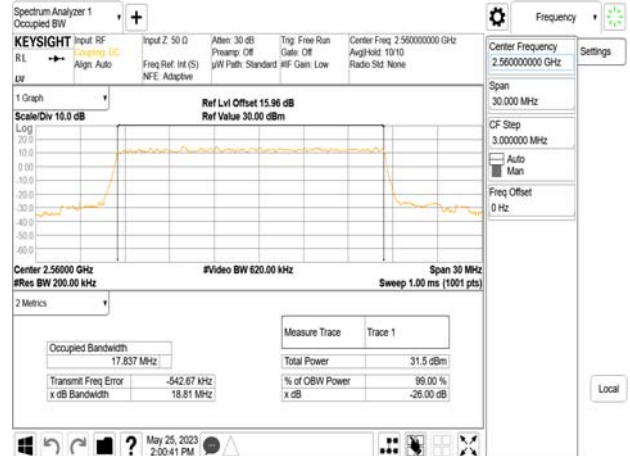 Spectrum Analyzer 1
Occupied BW
Frequency
KEYSIGHT
Input: RF
Coupling: DC
Align: Auto
Input Z: 50 Ω
Freq Ref: Int (S)
NFE: Adaptive
Atten: 30 dB
Preamp: Off
µW Path: Standard
Trig: Free Run
Gate: Off
#IF Gain: Low
Center Freq: 2.560000000 GHz
Avg|Hold: 10/10
Radio Std: None
RL
Center Frequency
2.560000000 GHz
Settings
Span
30.000 MHz
CF Step
3.000000 MHz
Auto
Man
Freq Offset
0 Hz
Local
1 Graph
Scale/Div 10.0 dB
Ref Lvl Offset 15.96 dB
Ref Value 30.00 dBm
Log
20.0
10.0
0.00
-10.0
-20.0
-30.0
-40.0
-50.0
-60.0
Center 2.56000 GHz
#Video BW 620.00 kHz
Span 30 MHz
#Res BW 200.00 kHz
Sweep 1.00 ms (1001 pts)
2 Metrics
Measure Trace Trace 1
Occupied Bandwidth
17.837 MHz
Total Power 31.5 dBm
Transmit Freq Error -542.67 kHz
% of OBW Power 99.00 %
x dB Bandwidth 18.81 MHz
x dB -26.00 dB
?
May 25, 2023
2:00:41 PM